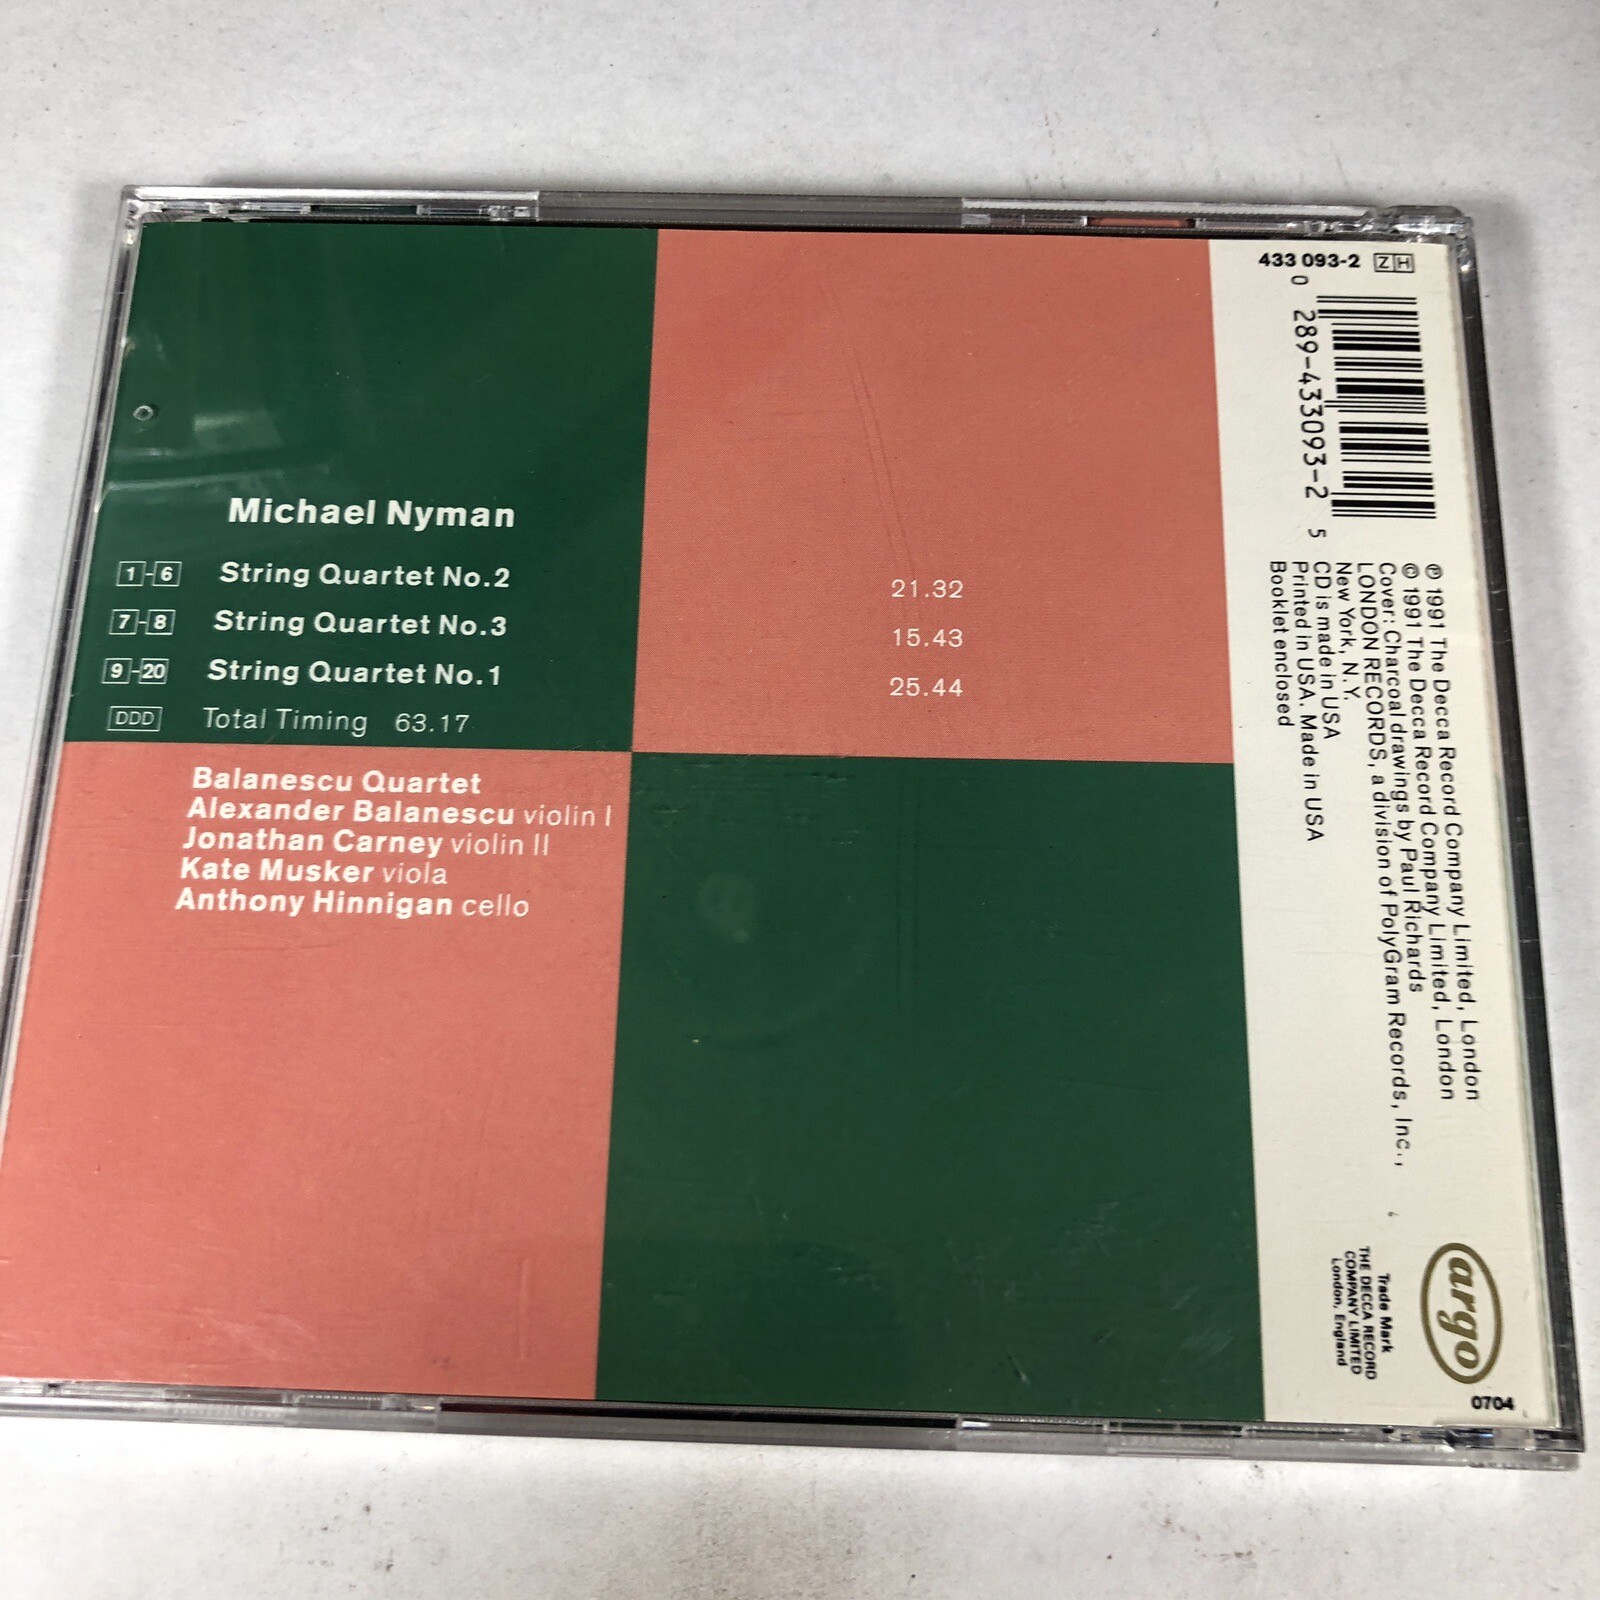 Michael Nyman
1-6 String Quartet No.2 21.32
7-8 String Quartet No.3 15.43
9-20 String Quartet No.1 25.44
DDD Total Timing 63.17
Balanescu Quartet
Alexander Balanescu violin I
Jonathan Carney violin II
Kate Musker viola
Anthony Hinnigan cello
433 093-2 ZH
0 289-433093-2 5
℗ 1991 The Decca Record Company Limited, London
© 1991 The Decca Record Company Limited, London
Cover: Charcoal drawings by Paul Richards
LONDON RECORDS, a division of PolyGram Records, Inc.,
New York, N.Y.
CD is made in USA
Printed in USA. Made in USA
Booklet enclosed
argo
Trade Mark
THE DECCA RECORD
COMPANY LIMITED
London, England
0704